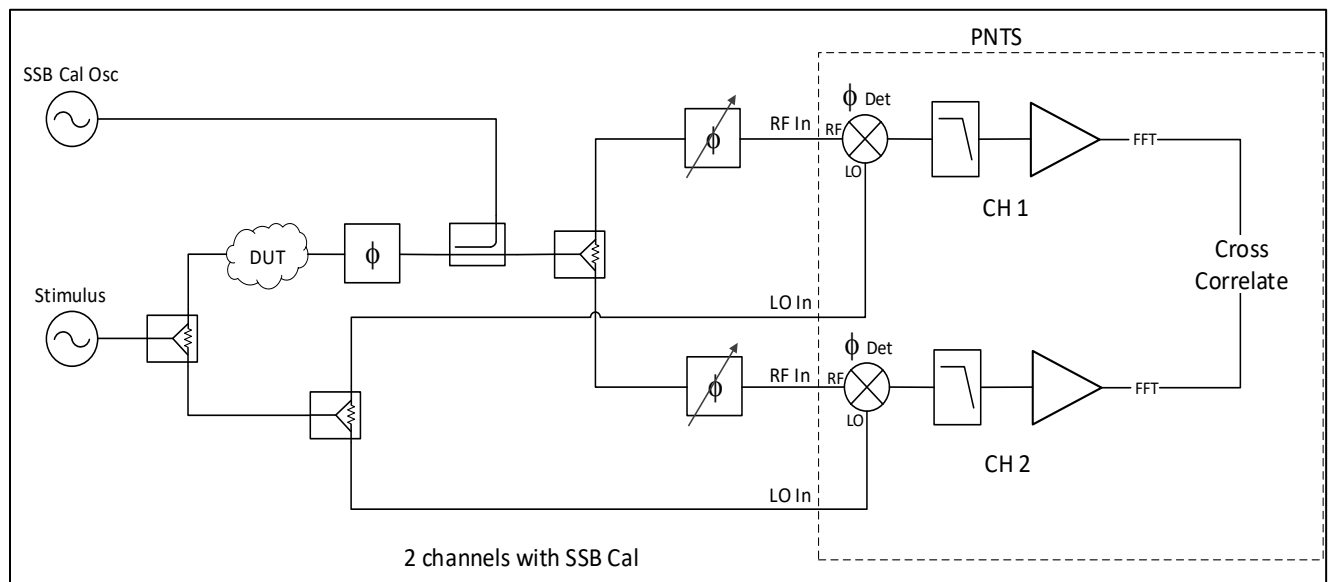 PNTS
SSB Cal Osc
ϕ Det
ϕ
RF In
RF
LO
FFT
CH 1
DUT
ϕ
Cross
Correlate
Stimulus
LO In
ϕ Det
ϕ
RF In
RF
LO
FFT
CH 2
LO In
2 channels with SSB Cal